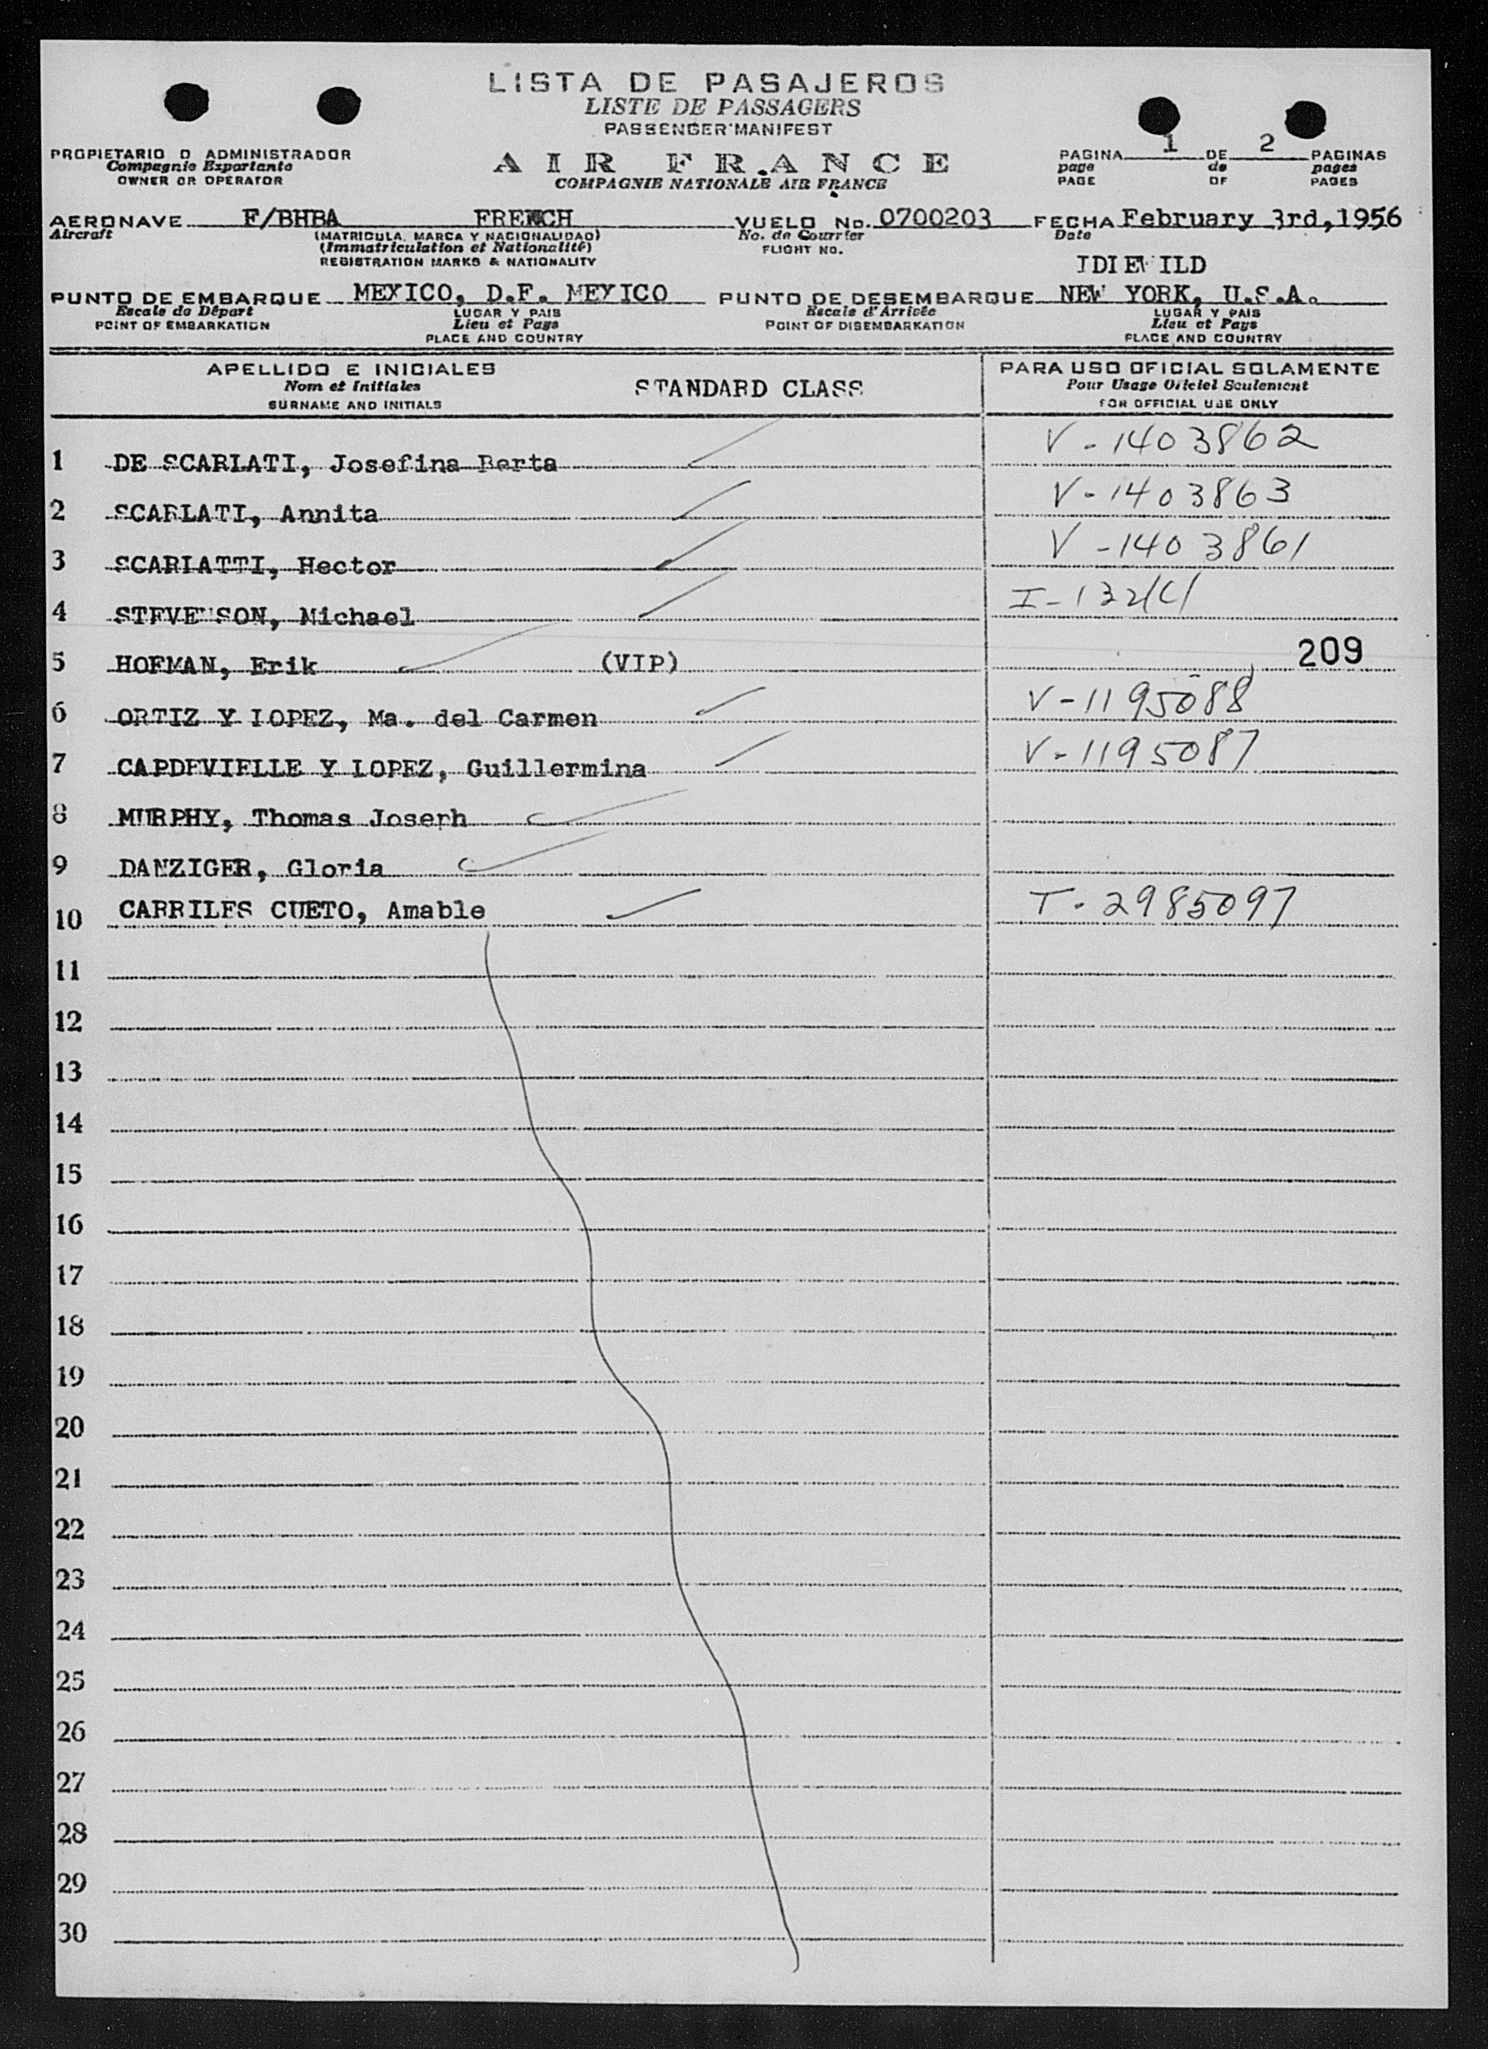 LISTA DE PASAJEROS
LISTE DE PASSAGERS
PASSENGER MANIFEST
PROPIETARIO O ADMINISTRADOR
Compagnie Exportante
OWNER OR OPERATOR
AIR FRANCE
COMPAGNIE NATIONALE AIR FRANCE
PAGINA 1 DE 2 PAGINAS
page de pages
PAGE OF PAGES
AERONAVE F/BHBA FRENCH VUELO No. 0700203 FECHA February 3rd, 1956
Aircraft (MATRICULA, MARCA Y NACIONALIDAD) No. de Courrier Date
(Immatriculation et Nationalité) FLIGHT NO.
REGISTRATION MARKS & NATIONALITY
IDLEWILD
PUNTO DE EMBARQUE MEXICO, D.F. MEXICO PUNTO DE DESEMBARQUE NEW YORK, U.S.A.
Escale de Départ LUGAR Y PAIS Escale d'Arrivée LUGAR Y PAIS
POINT OF EMBARKATION Lieu et Pays POINT OF DISEMBARKATION Lieu et Pays
PLACE AND COUNTRY PLACE AND COUNTRY
APELLIDO E INICIALES STANDARD CLASS PARA USO OFICIAL SOLAMENTE
Nom et Initiales Pour Usage Officiel Seulement
SURNAME AND INITIALS FOR OFFICIAL USE ONLY
1 DE SCARLATI, Josefina Berta V-1403862
2 SCARLATI, Annita V-1403863
3 SCARLATTI, Hector V-1403861
4 STEVENSON, Michael
5 HOFMAN, Erik (VIP) 209
6 ORTIZ Y LOPEZ, Ma. del Carmen V-1195088
7 CAPDEVIELLE Y LOPEZ, Guillermina V-1195087
8 MURPHY, Thomas Joseph
9 DANZIGER, Gloria
10 CARRILES CUETO, Amable T-2985097
11
12
13
14
15
16
17
18
19
20
21
22
23
24
25
26
27
28
29
30